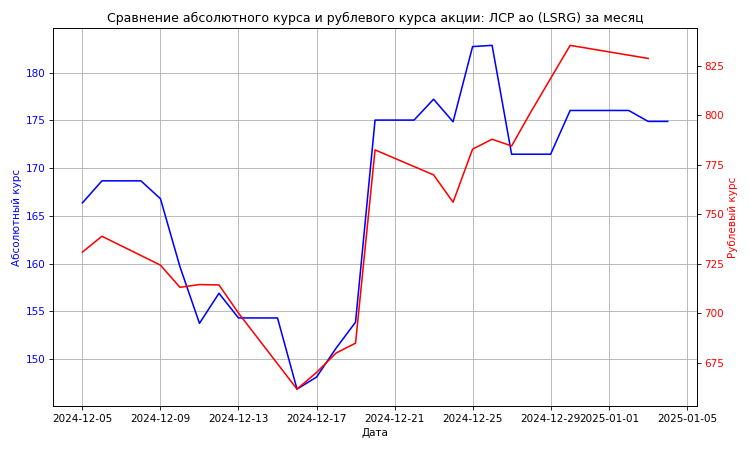 Сравнение абсолютного курса и рублевого курса акции: ЛСР ао (LSRG) за месяц
Абсолютный курс
180
175
170
165
160
155
150
825
800
775
750
725
700
675
Рублевый курс
2024-12-05 2024-12-09 2024-12-13 2024-12-17 2024-12-21 2024-12-25 2024-12-29 2025-01-01 2025-01-05
Дата